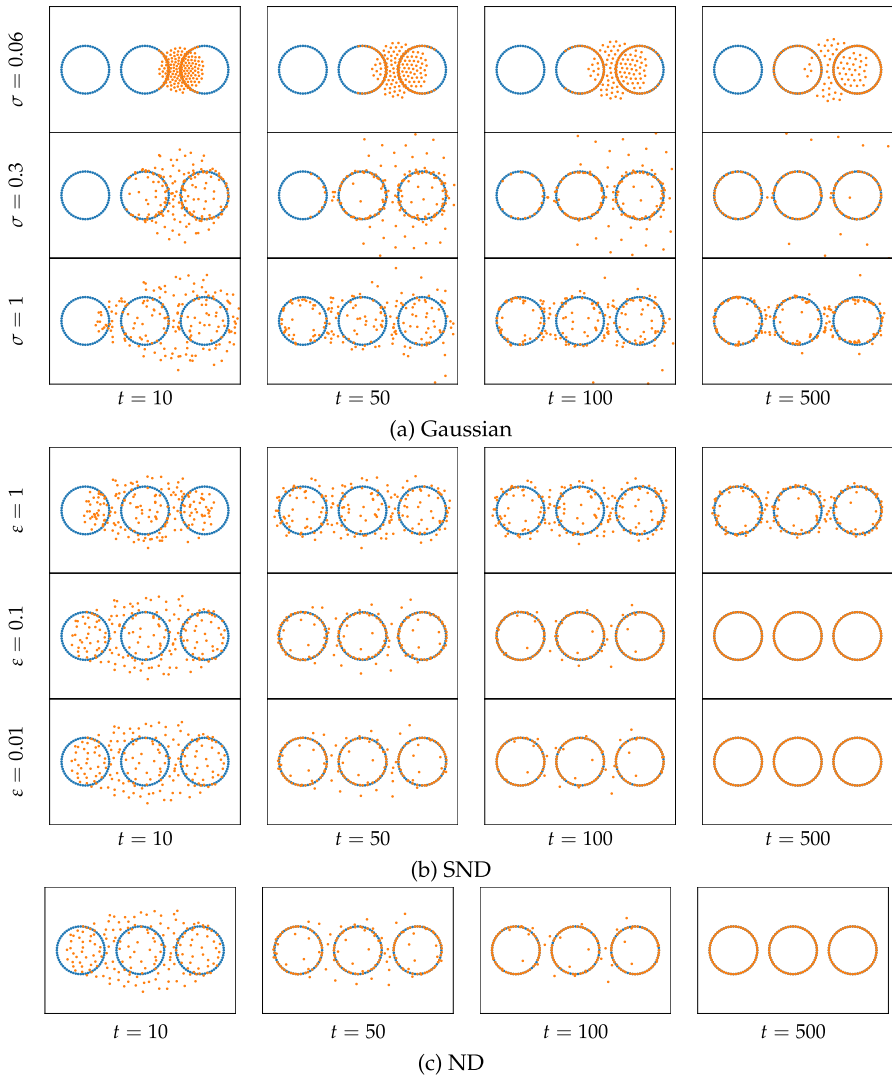 σ = 0.06
σ = 0.3
σ = 1
t = 10 t = 50 t = 100 t = 500
(a) Gaussian
ε = 1
ε = 0.1
ε = 0.01
t = 10 t = 50 t = 100 t = 500
(b) SND
t = 10 t = 50 t = 100 t = 500
(c) ND